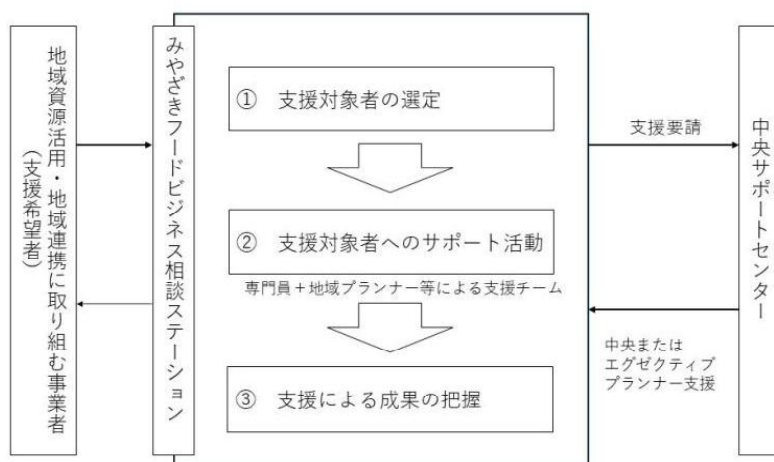 地域資源活用・地域連携に取り組む事業者
（支援希望者）
みやざきフードビジネス相談ステーション
① 支援対象者の選定
② 支援対象者へのサポート活動
専門員＋地域プランナー等による支援チーム
③ 支援による成果の把握
支援要請
中央または
エグゼクティブ
プランナー支援
中央サポートセンター